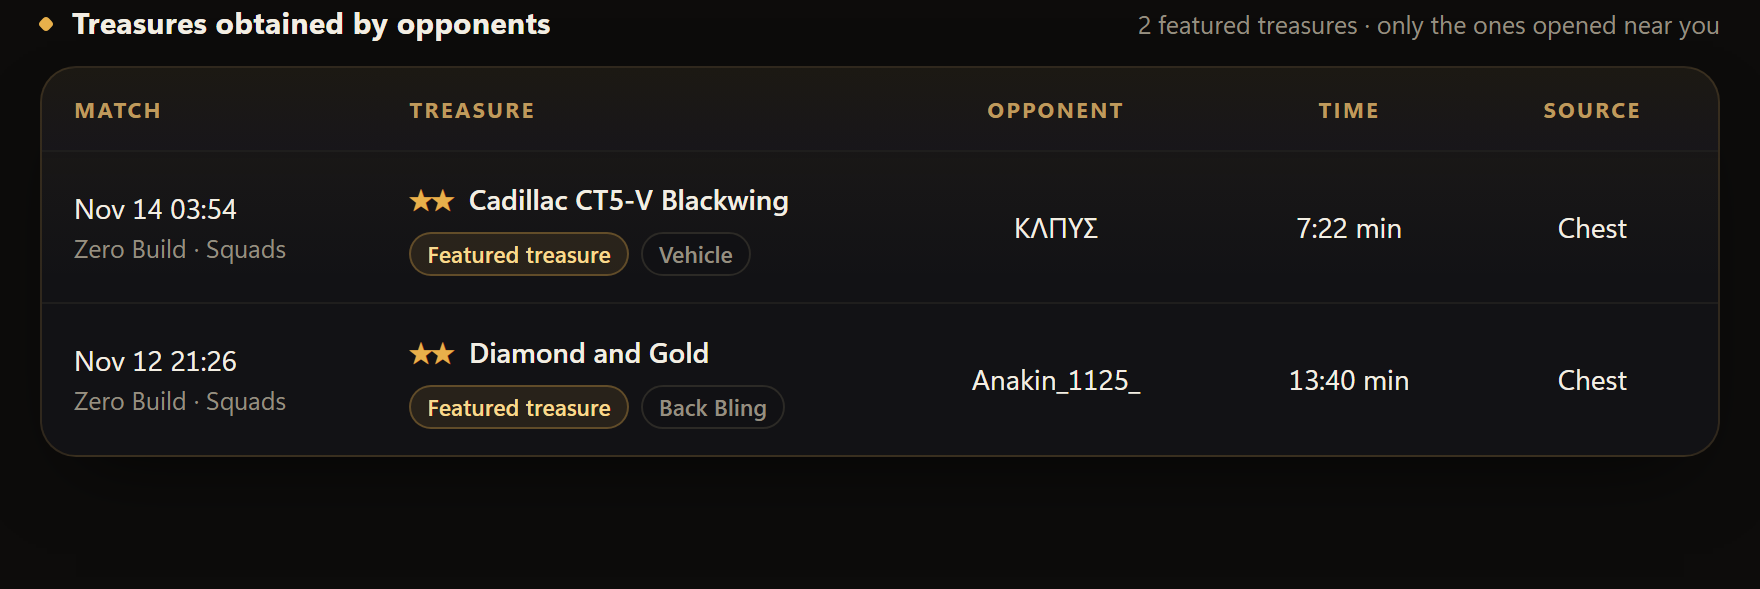 Treasures obtained by opponents
2 featured treasures · only the ones opened near you
MATCH TREASURE OPPONENT TIME SOURCE
Nov 14 03:54
Zero Build · Squads
★★ Cadillac CT5-V Blackwing
Featured treasure Vehicle
ΚΛΠΥΣ
7:22 min
Chest
Nov 12 21:26
Zero Build · Squads
★★ Diamond and Gold
Featured treasure Back Bling
Anakin_1125_
13:40 min
Chest